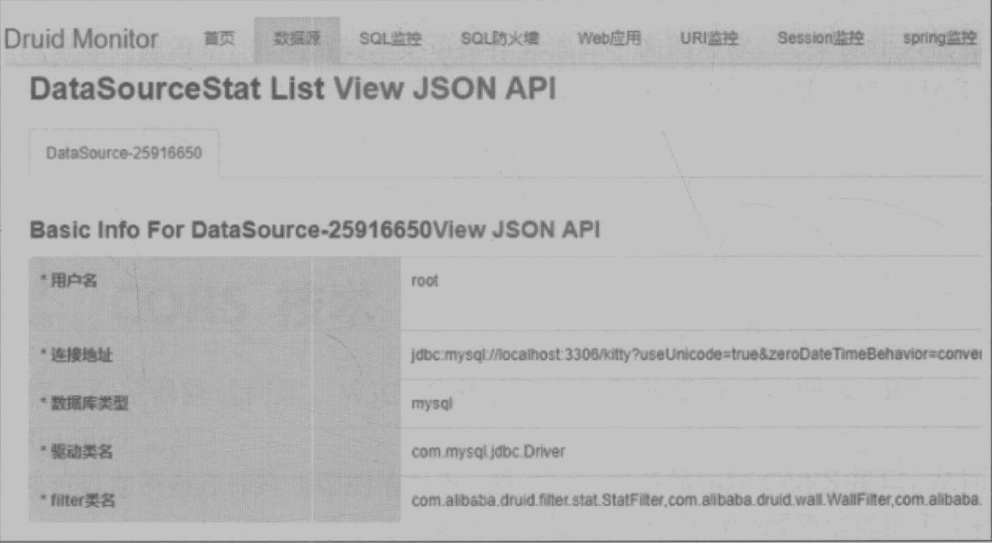 Druid Monitor 首页 数据源 SQL监控 SQL防火墙 Web应用 URI监控 Session监控 spring监控
DataSourceStat List View JSON API
DataSource-25916650
Basic Info For DataSource-25916650View JSON API
* 用户名 root
* 连接地址 jdbc:mysql://localhost:3306/kitty?useUnicode=true&zeroDateTimeBehavior=conver
* 数据库类型 mysql
* 驱动类名 com.mysql.jdbc.Driver
* filter类名 com.alibaba.druid.filter.stat.StatFilter,com.alibaba.druid.wall.WallFilter,com.alibaba.